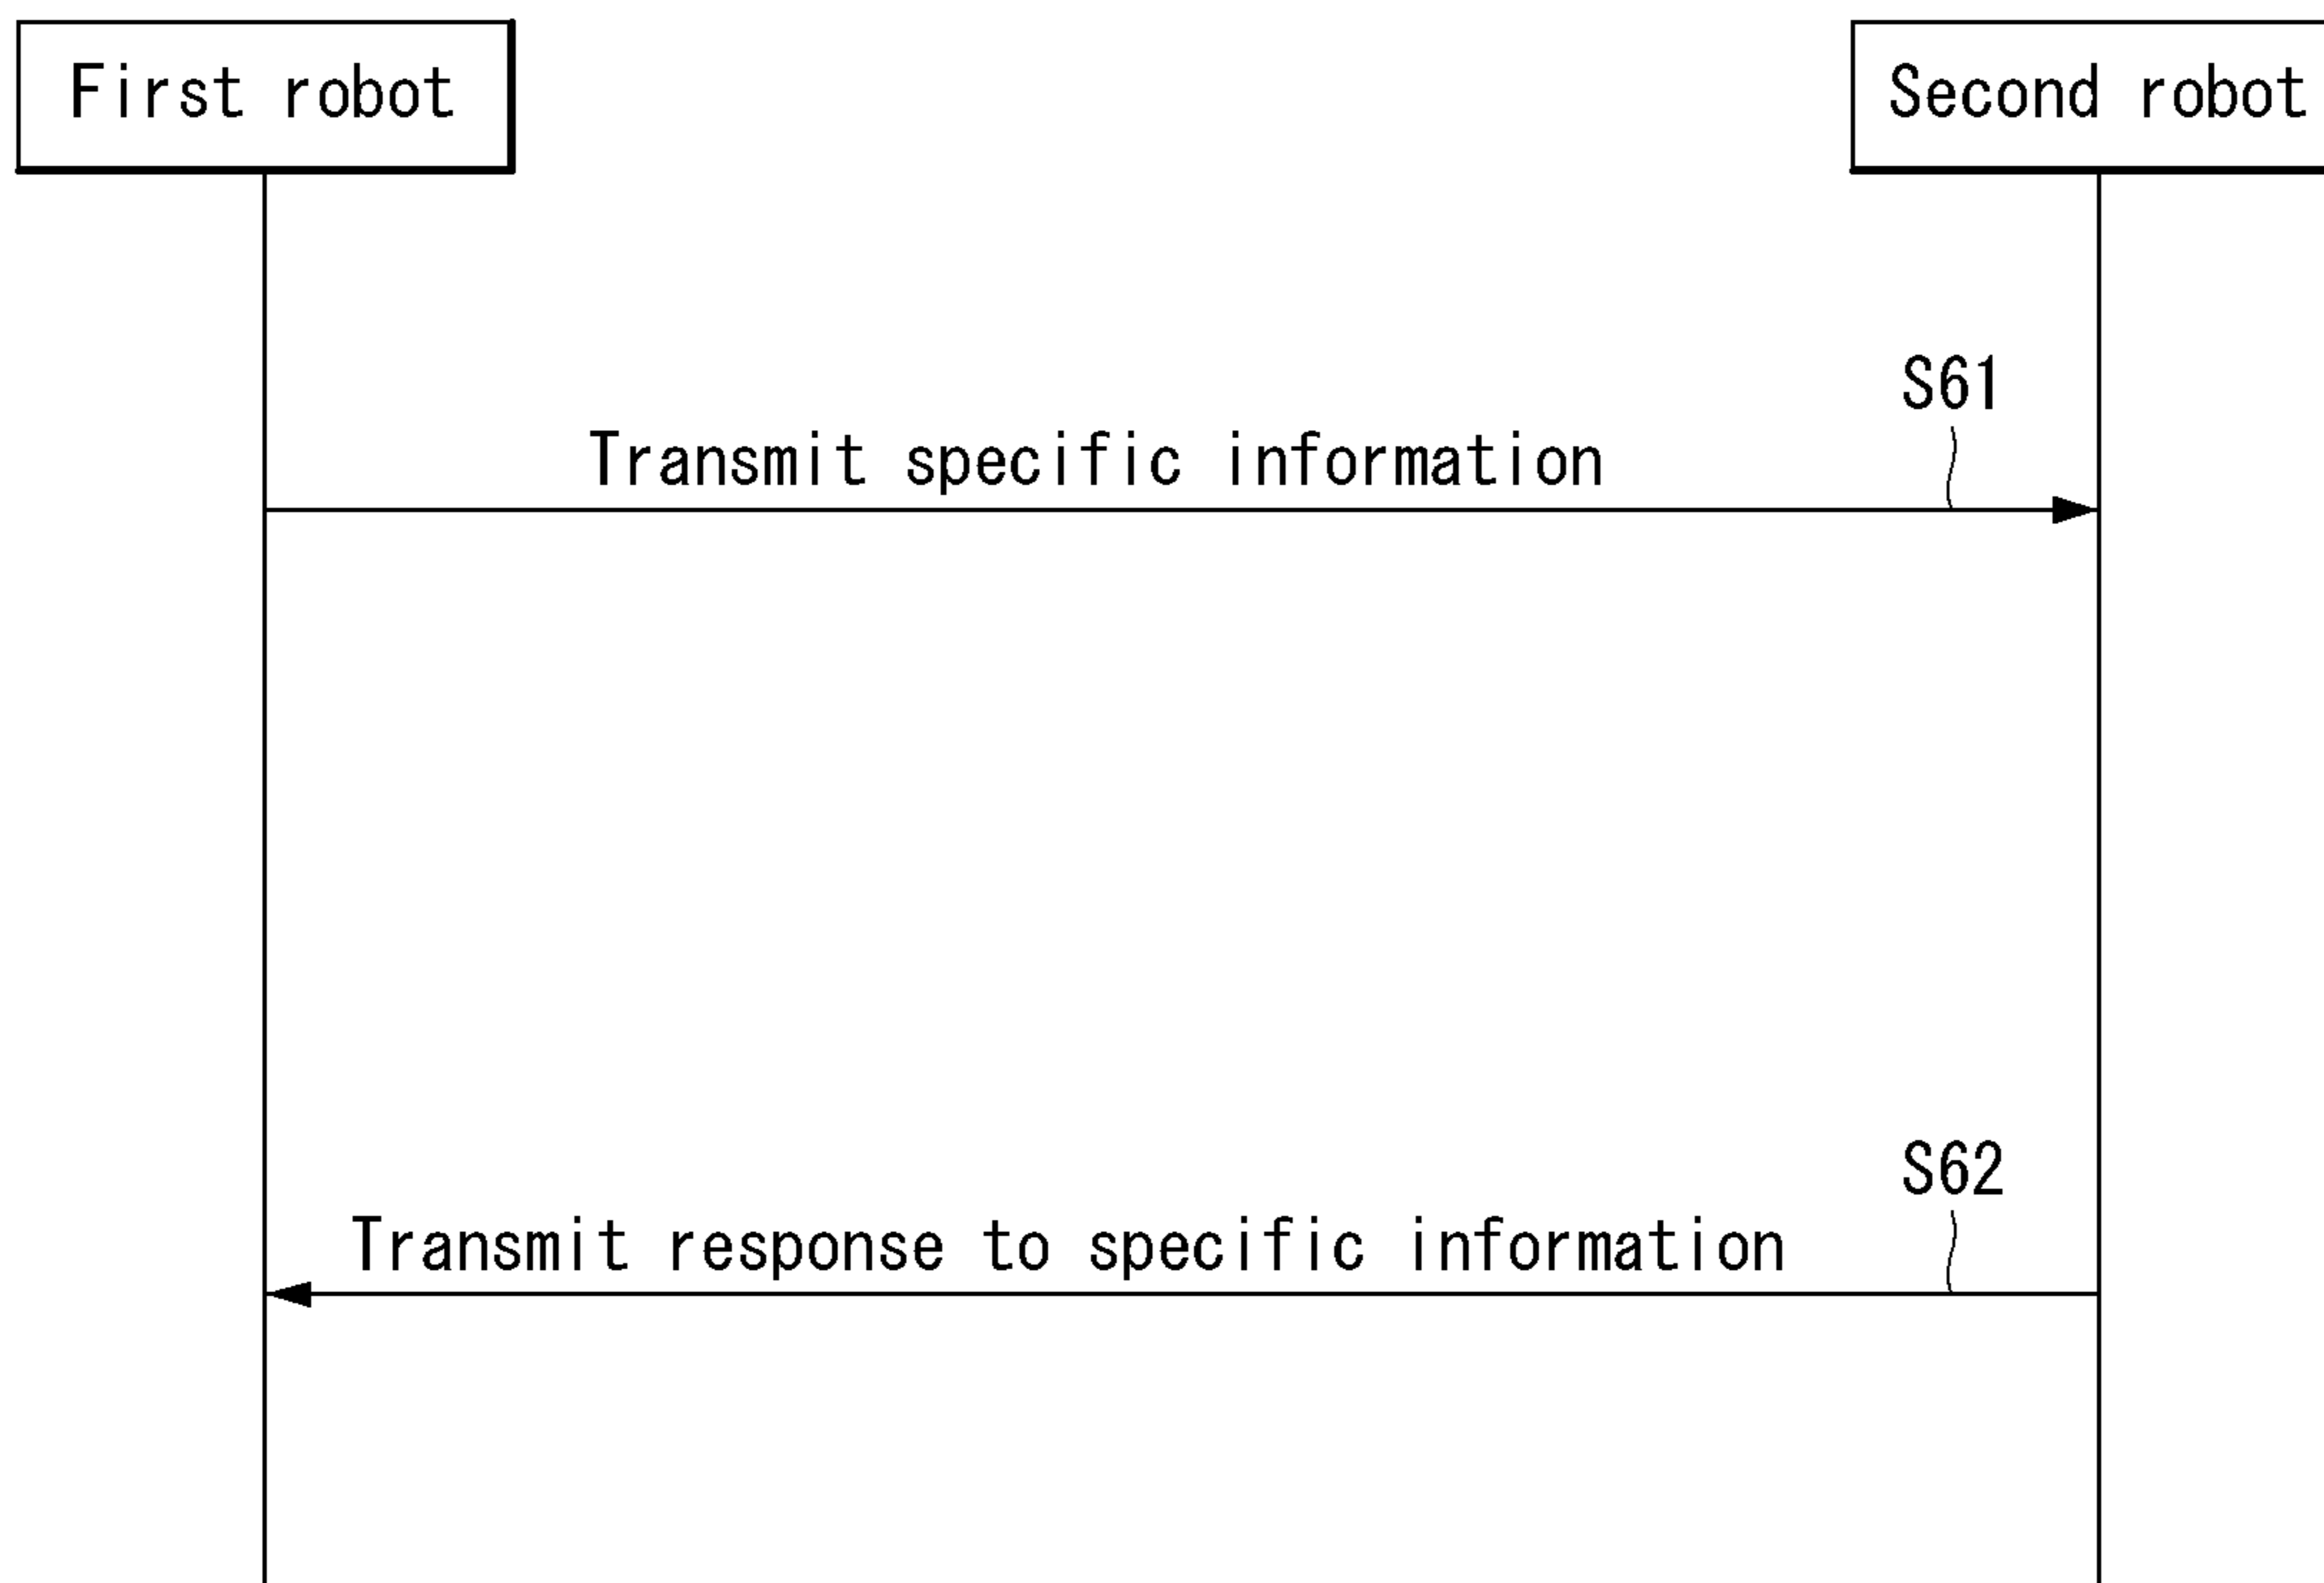 First robot
Second robot
S61
Transmit specific information
S62
Transmit response to specific information